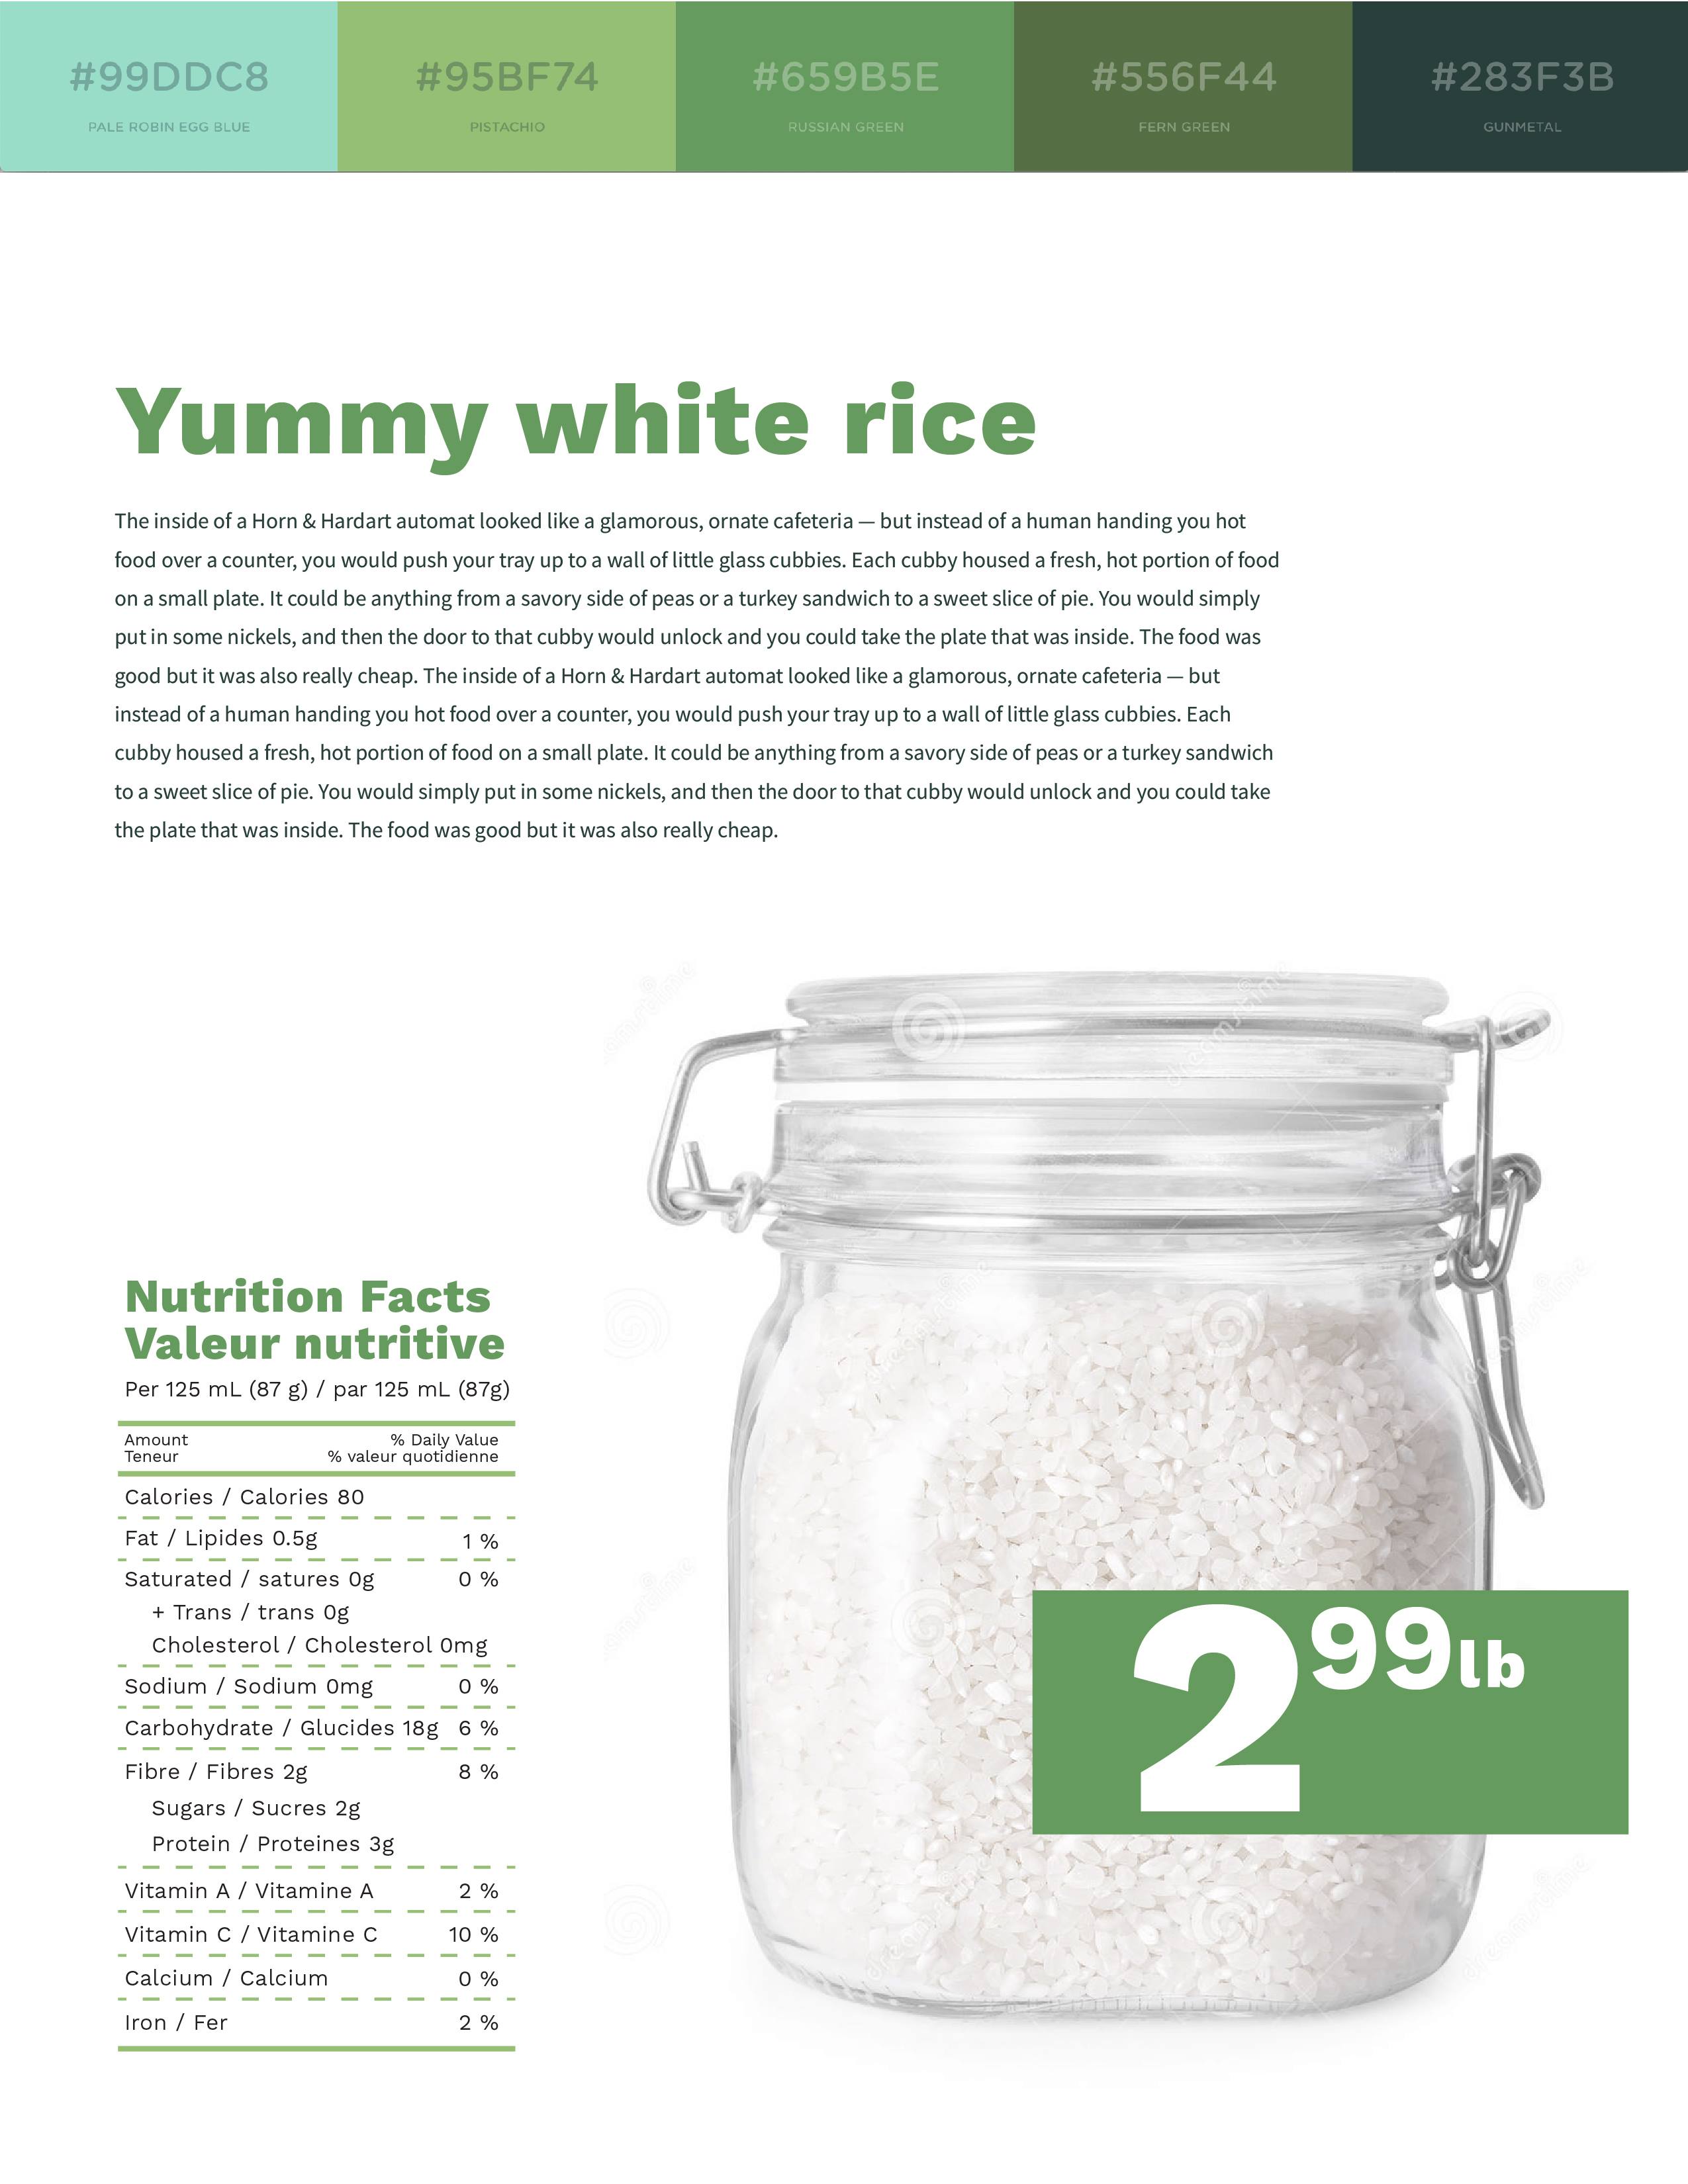 #99DDC8
PALE ROBIN EGG BLUE
#95BF74
PISTACHIO
#659B5E
RUSSIAN GREEN
#556F44
FERN GREEN
#283F3B
GUNMETAL
Yummy white rice
The inside of a Horn & Hardart automat looked like a glamorous, ornate cafeteria — but instead of a human handing you hot
food over a counter, you would push your tray up to a wall of little glass cubbies. Each cubby housed a fresh, hot portion of food
on a small plate. It could be anything from a savory side of peas or a turkey sandwich to a sweet slice of pie. You would simply
put in some nickels, and then the door to that cubby would unlock and you could take the plate that was inside. The food was
good but it was also really cheap. The inside of a Horn & Hardart automat looked like a glamorous, ornate cafeteria — but
instead of a human handing you hot food over a counter, you would push your tray up to a wall of little glass cubbies. Each
cubby housed a fresh, hot portion of food on a small plate. It could be anything from a savory side of peas or a turkey sandwich
to a sweet slice of pie. You would simply put in some nickels, and then the door to that cubby would unlock and you could take
the plate that was inside. The food was good but it was also really cheap.
Nutrition Facts
Valeur nutritive
Per 125 mL (87 g) / par 125 mL (87g)
Amount % Daily Value
Teneur % valeur quotidienne
Calories / Calories 80
Fat / Lipides 0.5g 1 %
Saturated / satures 0g 0 %
+ Trans / trans 0g
Cholesterol / Cholesterol 0mg
Sodium / Sodium 0mg 0 %
Carbohydrate / Glucides 18g 6 %
Fibre / Fibres 2g 8 %
Sugars / Sucres 2g
Protein / Proteines 3g
Vitamin A / Vitamine A 2 %
Vitamin C / Vitamine C 10 %
Calcium / Calcium 0 %
Iron / Fer 2 %
299lb
dreamstime
dreamstime
dreamstime
dreamstime
dreamstime